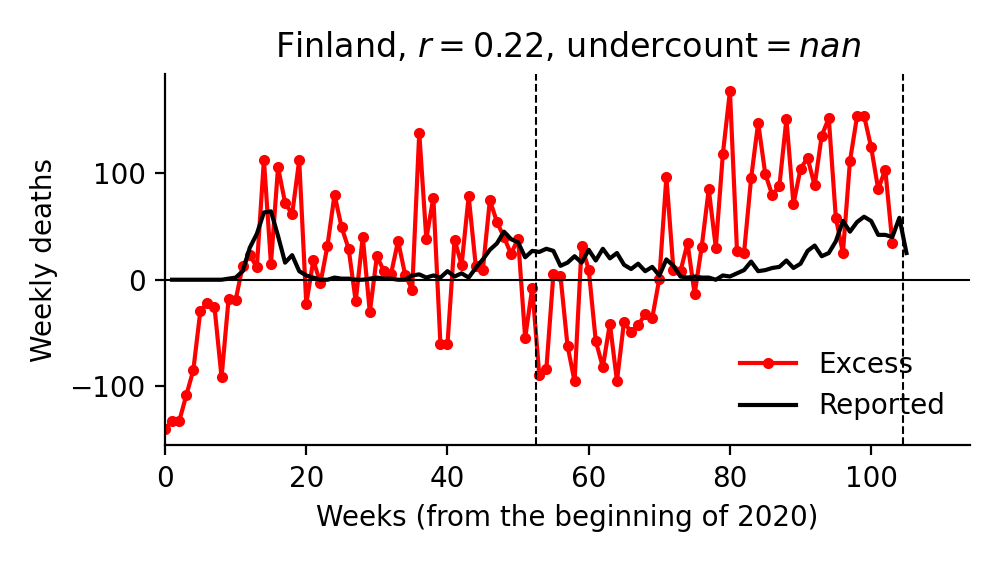 Finland, r = 0.22, undercount = nan
Weekly deaths
100
0
−100
Excess
Reported
0 20 40 60 80 100
Weeks (from the beginning of 2020)